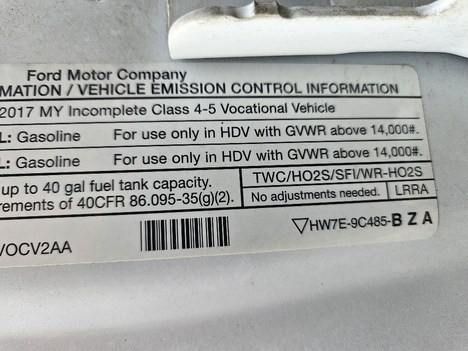 Ford Motor Company
MATION / VEHICLE EMISSION CONTROL INFORMATION
2017 MY Incomplete Class 4-5 Vocational Vehicle
L: Gasoline For use only in HDV with GVWR above 14,000#.
L: Gasoline For use only in HDV with GVWR above 14,000#.
up to 40 gal fuel tank capacity.
rements of 40CFR 86.095-35(g)(2).
TWC/HO2S/SFI/WR-HO2S
No adjustments needed. LRRA
VOCV2AA
▽HW7E-9C485-B Z A